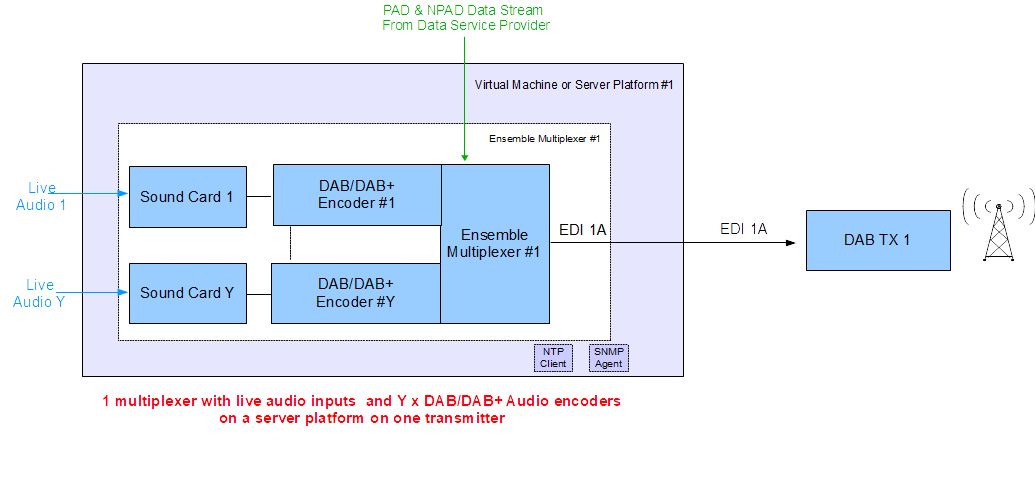 PAD & NPAD Data Stream
From Data Service Provider
Virtual Machine or Server Platform #1
Ensemble Multiplexer #1
Live
Audio 1
Sound Card 1
DAB/DAB+
Encoder #1
Ensemble
Multiplexer #1
EDI 1A
EDI 1A
DAB TX 1
Live
Audio Y
Sound Card Y
DAB/DAB+
Encoder #Y
NTP
Client
SNMP
Agent
1 multiplexer with live audio inputs  and Y x DAB/DAB+ Audio encoders
on a server platform on one transmitter